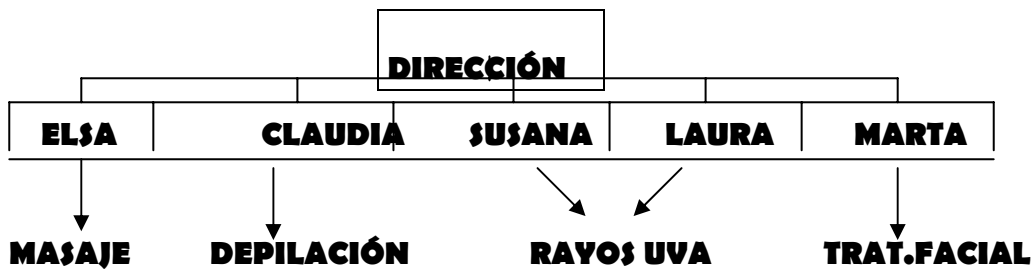 DIRECCIÓN
ELSA CLAUDIA SUSANA LAURA MARTA
MASAJE DEPILACIÓN RAYOS UVA TRAT.FACIAL